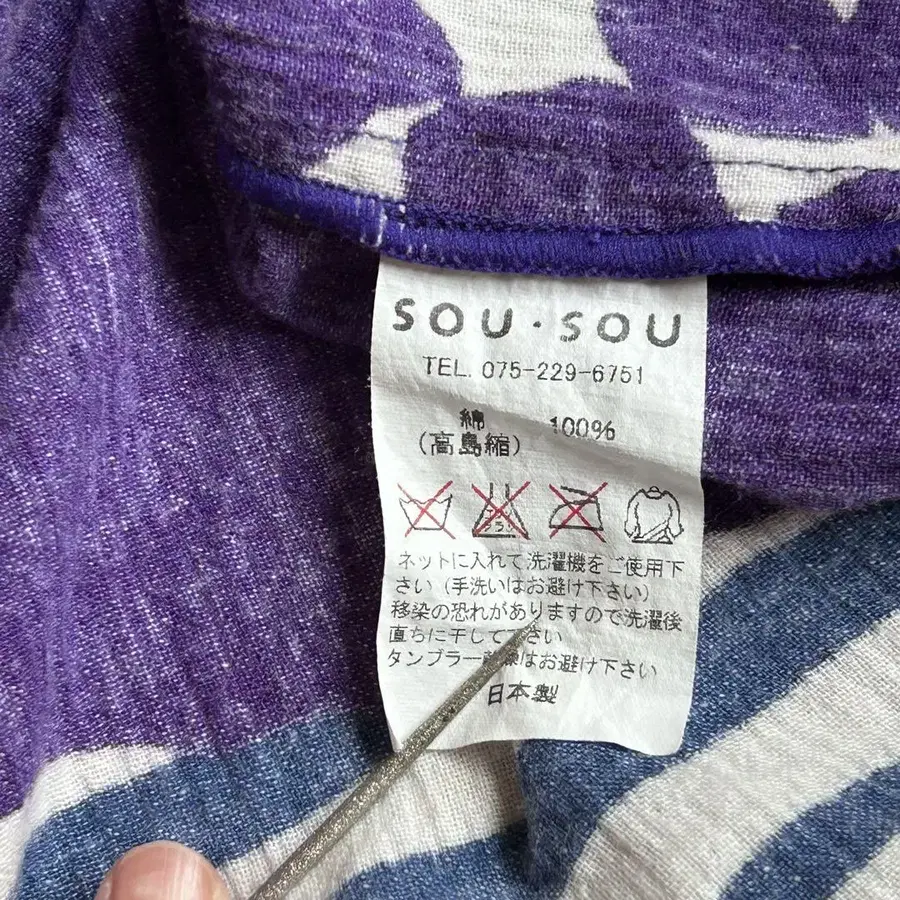 SOU・SOU
TEL. 075-229-6751
綿 100%
(高島縮)
ネットに入れて洗濯機をご使用下
さい(手洗いはお避け下さい)
移染の恐れがありますので洗濯後
直ちに干して下さい
タンブラー乾燥はお避け下さい
日本製